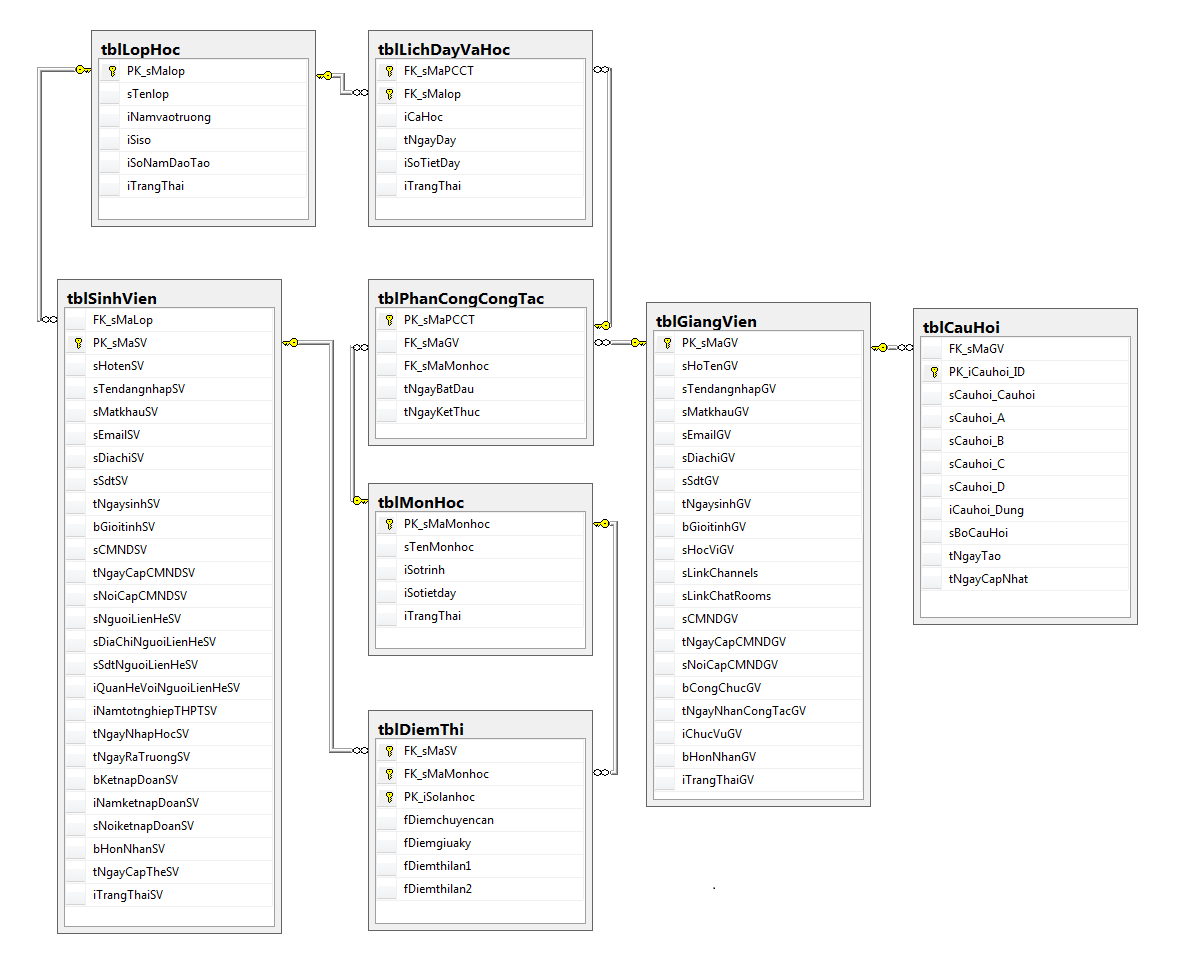 tblLopHoc
PK_sMalop
sTenlop
iNamvaotruong
iSiso
iSoNamDaoTao
iTrangThai
tblLichDayVaHoc
FK_sMaPCCT
FK_sMalop
iCaHoc
tNgayDay
iSoTietDay
iTrangThai
tblSinhVien
FK_sMaLop
PK_sMaSV
sHotenSV
sTendangnhapSV
sMatkhauSV
sEmailSV
sDiachiSV
sSdtSV
tNgaysinhSV
bGioitinhSV
sCMNDSV
tNgayCapCMNDSV
sNoiCapCMNDSV
sNguoiLienHeSV
sDiaChiNguoiLienHeSV
sSdtNguoiLienHeSV
iQuanHeVoiNguoiLienHeSV
iNamtotnghiepTHPTSV
tNgayNhapHocSV
tNgayRaTruongSV
bKetnapDoanSV
iNamketnapDoanSV
sNoiketnapDoanSV
bHonNhanSV
tNgayCapTheSV
iTrangThaiSV
tblPhanCongCongTac
PK_sMaPCCT
FK_sMaGV
FK_sMaMonhoc
tNgayBatDau
tNgayKetThuc
tblMonHoc
PK_sMaMonhoc
sTenMonhoc
iSotrinh
iSotietday
iTrangThai
tblDiemThi
FK_sMaSV
FK_sMaMonhoc
PK_iSolanhoc
fDiemchuyencan
fDiemgiuaky
fDiemthilan1
fDiemthilan2
tblGiangVien
PK_sMaGV
sHoTenGV
sTendangnhapGV
sMatkhauGV
sEmailGV
sDiachiGV
sSdtGV
tNgaysinhGV
bGioitinhGV
sHocViGV
sLinkChannels
sLinkChatRooms
sCMNDGV
tNgayCapCMNDGV
sNoiCapCMNDGV
bCongChucGV
tNgayNhanCongTacGV
iChucVuGV
bHonNhanGV
iTrangThaiGV
tblCauHoi
FK_sMaGV
PK_iCauhoi_ID
sCauhoi_Cauhoi
sCauhoi_A
sCauhoi_B
sCauhoi_C
sCauhoi_D
iCauhoi_Dung
sBoCauHoi
tNgayTao
tNgayCapNhat